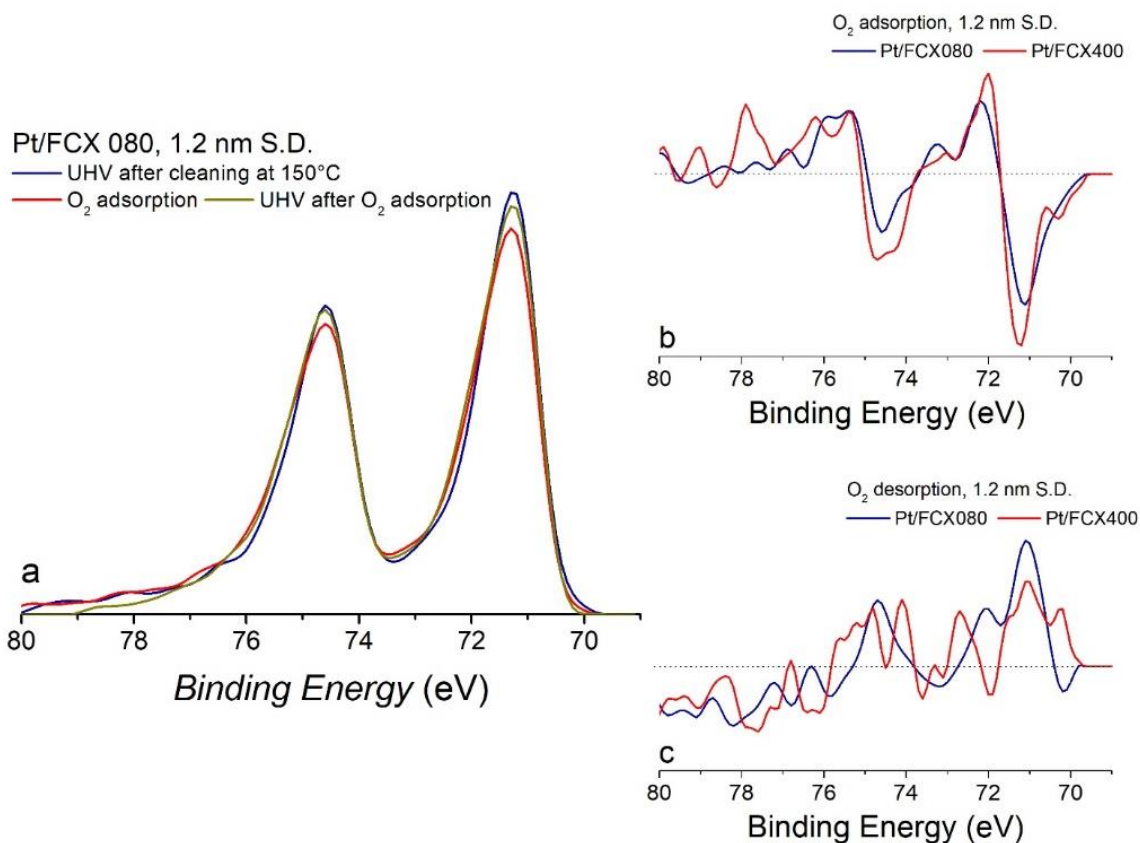 Pt/FCX 080, 1.2 nm S.D.
UHV after cleaning at 150°C
O₂ adsorption UHV after O₂ adsorption
a
80 78 76 74 72 70
Binding Energy (eV)
O₂ adsorption, 1.2 nm S.D.
Pt/FCX080 Pt/FCX400
b
80 78 76 74 72 70
Binding Energy (eV)
O₂ desorption, 1.2 nm S.D.
Pt/FCX080 Pt/FCX400
c
80 78 76 74 72 70
Binding Energy (eV)